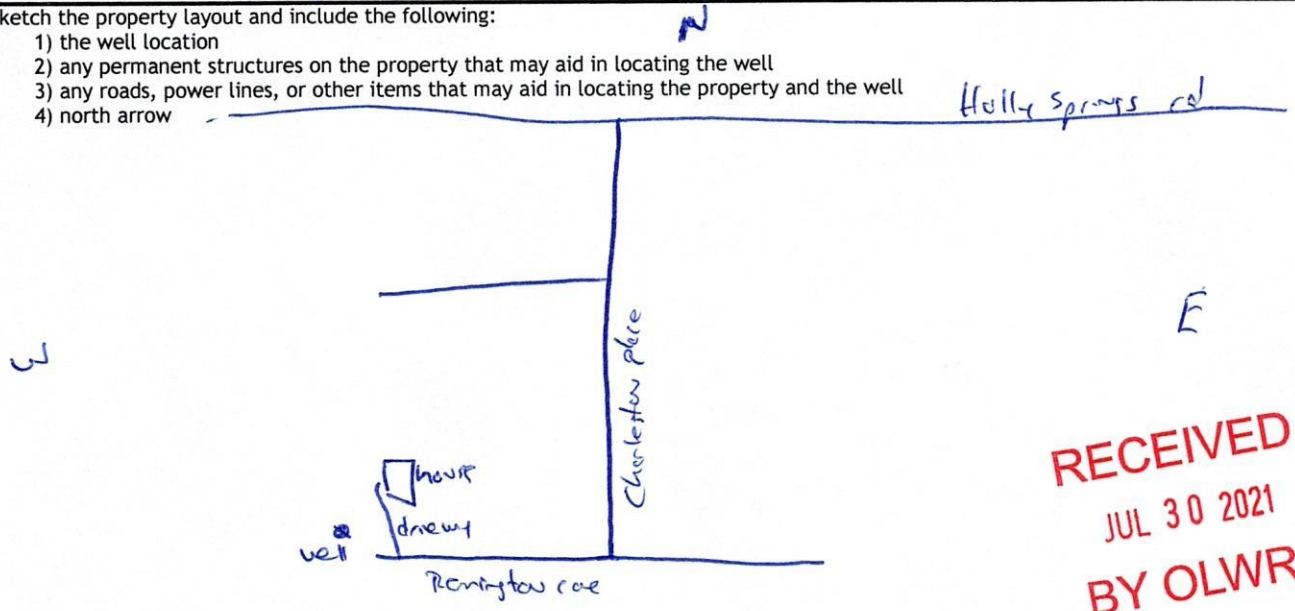 ketch the property layout and include the following:
1) the well location
2) any permanent structures on the property that may aid in locating the well
3) any roads, power lines, or other items that may aid in locating the property and the well
4) north arrow
N
Holly Springs rd
E
W
Charleston place
house
drivewy
well
Remington cove
RECEIVED
JUL 30 2021
BY OLWR